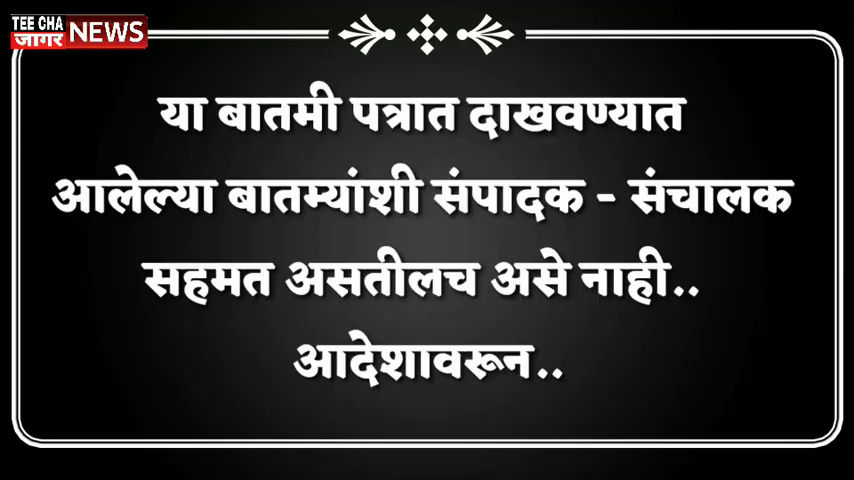 TEE CHA
जागर NEWS
या बातमी पत्रात दाखवण्यात
आलेल्या बातम्यांशी संपादक - संचालक
सहमत असतीलच असे नाही..
आदेशावरून..